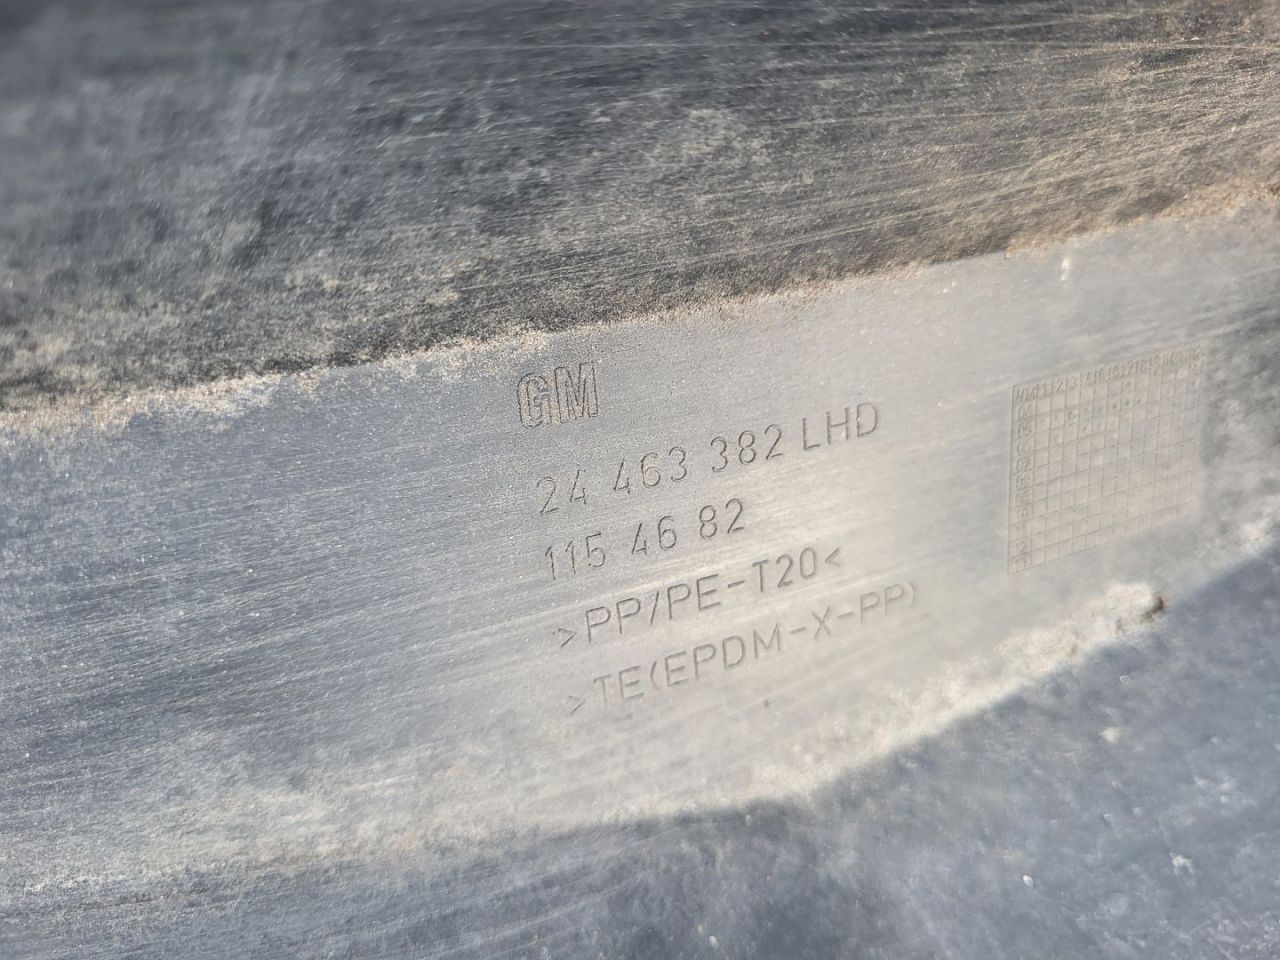 GM
24 463 382 LHD
115 46 82
>PP/PE-T20<
>TE(EPDM-X-PP)